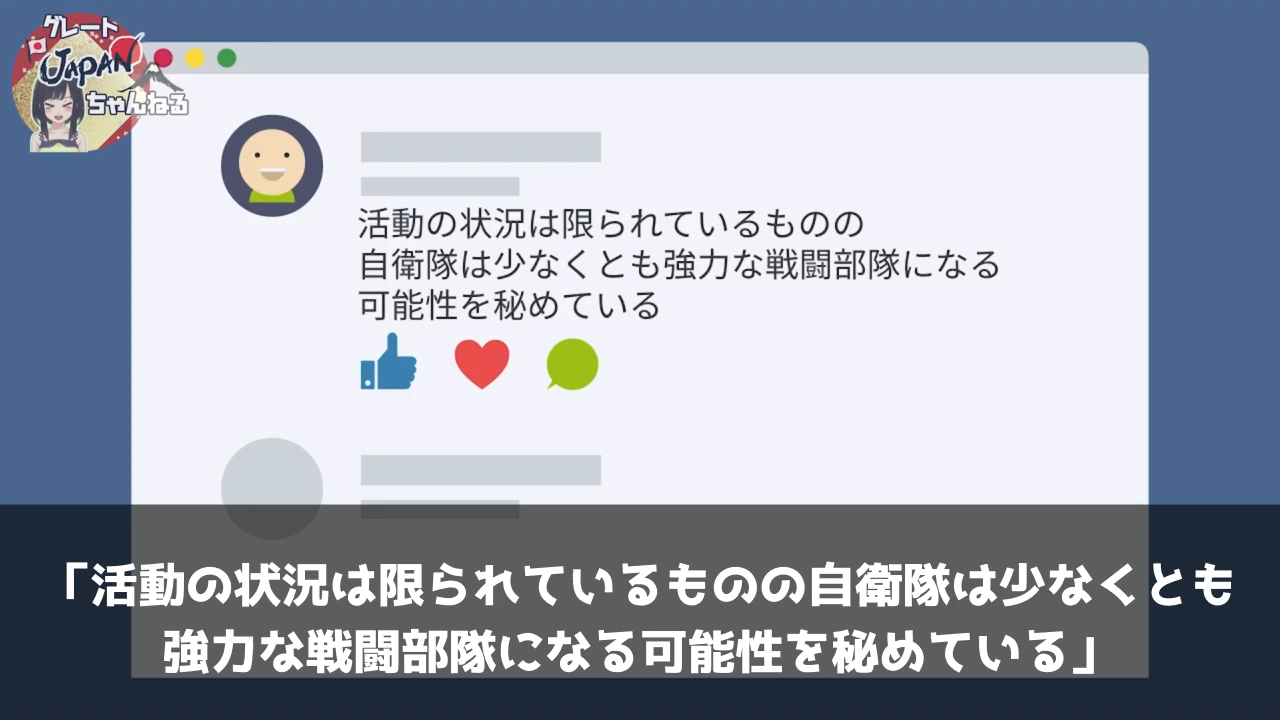 グレート
JAPAN
ちゃんねる
活動の状況は限られているものの
自衛隊は少なくとも強力な戦闘部隊になる
可能性を秘めている
「活動の状況は限られているものの自衛隊は少なくとも
強力な戦闘部隊になる可能性を秘めている」